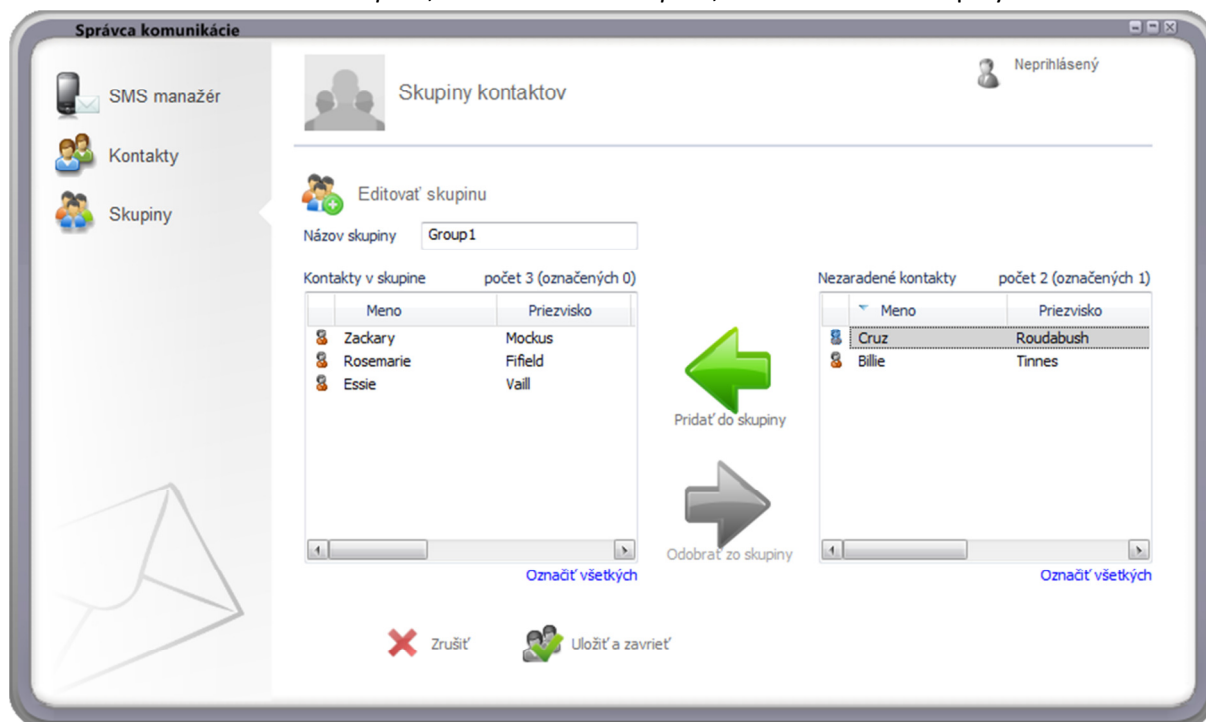 Správca komunikácie
SMS manažér
Kontakty
Skupiny
Skupiny kontaktov
Neprihlásený
Editovať skupinu
Názov skupiny Group1
Kontakty v skupine počet 3 (označených 0)
Meno Priezvisko
Zackary Mockus
Rosemarie Fifield
Essie Vaill
Označiť všetkých
Pridať do skupiny
Odobrať zo skupiny
Nezaradené kontakty počet 2 (označených 1)
Meno Priezvisko
Cruz Roudabush
Billie Tinnes
Označiť všetkých
Zrušiť
Uložiť a zavrieť